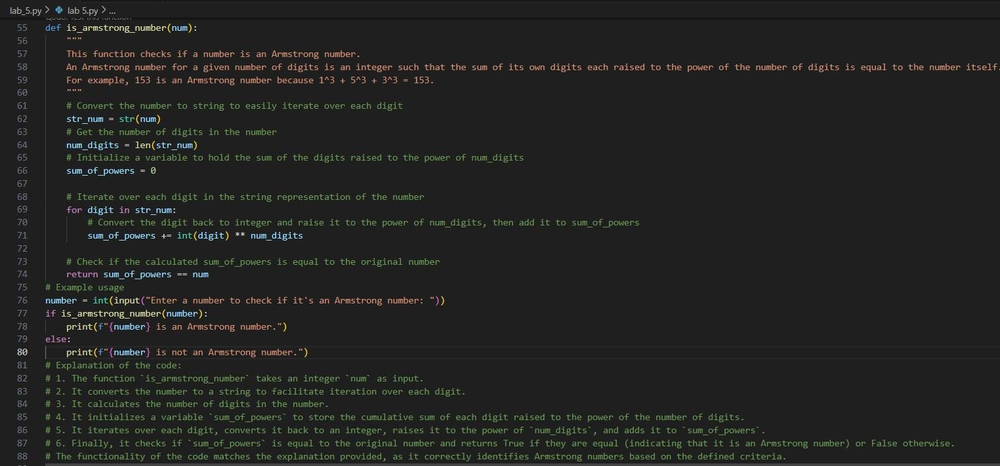 lab_5.py > lab 5.py > ...
Qodo: Test this function
55 def is_armstrong_number(num):
56     """
57     This function checks if a number is an Armstrong number.
58     An Armstrong number for a given number of digits is an integer such that the sum of its own digits each raised to the power of the number of digits is equal to the number itself.
59     For example, 153 is an Armstrong number because 1^3 + 5^3 + 3^3 = 153.
60     """
61     # Convert the number to string to easily iterate over each digit
62     str_num = str(num)
63     # Get the number of digits in the number
64     num_digits = len(str_num)
65     # Initialize a variable to hold the sum of the digits raised to the power of num_digits
66     sum_of_powers = 0
67
68     # Iterate over each digit in the string representation of the number
69     for digit in str_num:
70         # Convert the digit back to integer and raise it to the power of num_digits, then add it to sum_of_powers
71         sum_of_powers += int(digit) ** num_digits
72
73     # Check if the calculated sum_of_powers is equal to the original number
74     return sum_of_powers == num
75 # Example usage
76 number = int(input("Enter a number to check if it's an Armstrong number: "))
77 if is_armstrong_number(number):
78     print(f"{number} is an Armstrong number.")
79 else:
80     print(f"{number} is not an Armstrong number.")
81 # Explanation of the code:
82 # 1. The function `is_armstrong_number` takes an integer `num` as input.
83 # 2. It converts the number to a string to facilitate iteration over each digit.
84 # 3. It calculates the number of digits in the number.
85 # 4. It initializes a variable `sum_of_powers` to store the cumulative sum of each digit raised to the power of the number of digits.
86 # 5. It iterates over each digit, converts it back to an integer, raises it to the power of `num_digits`, and adds it to `sum_of_powers`.
87 # 6. Finally, it checks if `sum_of_powers` is equal to the original number and returns True if they are equal (indicating that it is an Armstrong number) or False otherwise.
88 # The functionality of the code matches the explanation provided, as it correctly identifies Armstrong numbers based on the defined criteria.